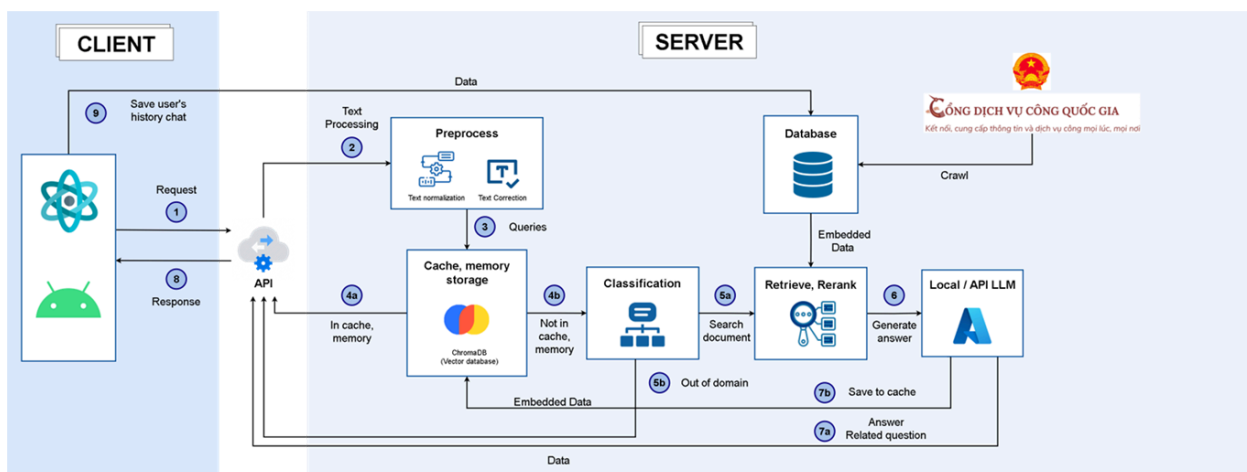 CLIENT
SERVER
Data
9
Save user's
history chat
Text
Processing
2
Preprocess
Text normalization
Text Correction
Database
CỔNG DỊCH VỤ CÔNG QUỐC GIA
Kết nối, cung cấp thông tin và dịch vụ công mọi lúc, mọi nơi
Crawl
Request
1
3
Queries
Embedded
Data
8
Response
API
4a
In cache,
memory
Cache, memory
storage
ChromaDB
(Vector database)
4b
Not in
cache,
memory
Classification
5a
Search
document
Retrieve, Rerank
6
Generate
answer
Local / API LLM
5b
Out of domain
7b
Save to cache
Embedded Data
7a
Answer
Related question
Data